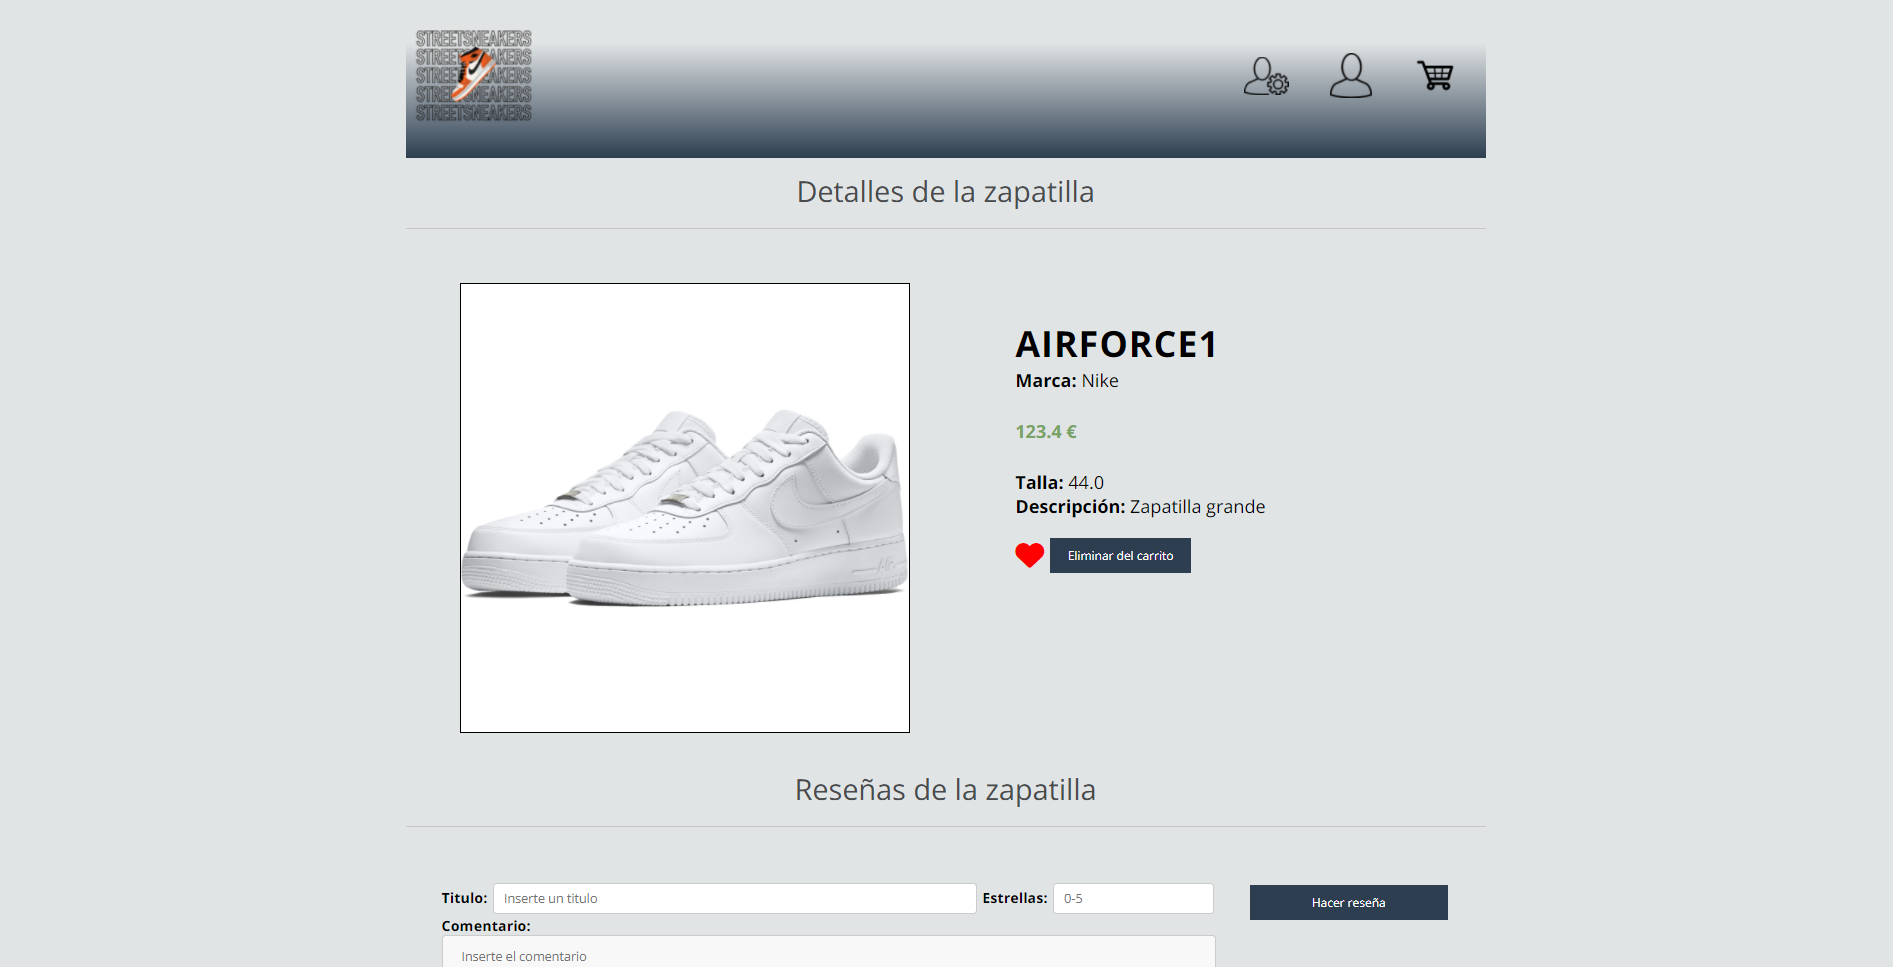 STREETSNEAKERS
STREETSNEAKERS
STREETSNEAKERS
STREETSNEAKERS
STREETSNEAKERS
Detalles de la zapatilla
AIRFORCE1
Marca: Nike
123.4 €
Talla: 44.0
Descripción: Zapatilla grande
Eliminar del carrito
AIR
Reseñas de la zapatilla
Titulo: Inserte un titulo Estrellas: 0-5 Hacer reseña
Comentario:
Inserte el comentario